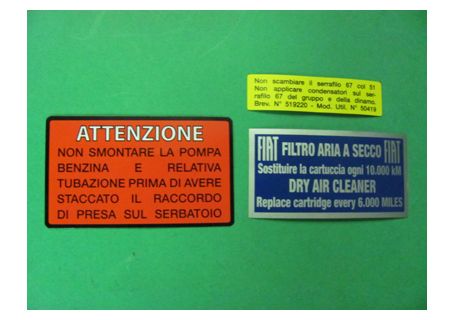 Non scambiare il serrafilo 67 col 51
Non applicare condensatori sul ser-
rafilo 67 del gruppo e della dinamo.
Brev. N° 519220 - Mod. Util. N° 50419
ATTENZIONE
NON SMONTARE LA POMPA
BENZINA E RELATIVA
TUBAZIONE PRIMA DI AVERE
STACCATO IL RACCORDO
DI PRESA SUL SERBATOIO
FIAT FILTRO ARIA A SECCO FIAT
Sostituire la cartuccia ogni 10.000 kM
DRY AIR CLEANER
Replace cartridge every 6.000 MILES